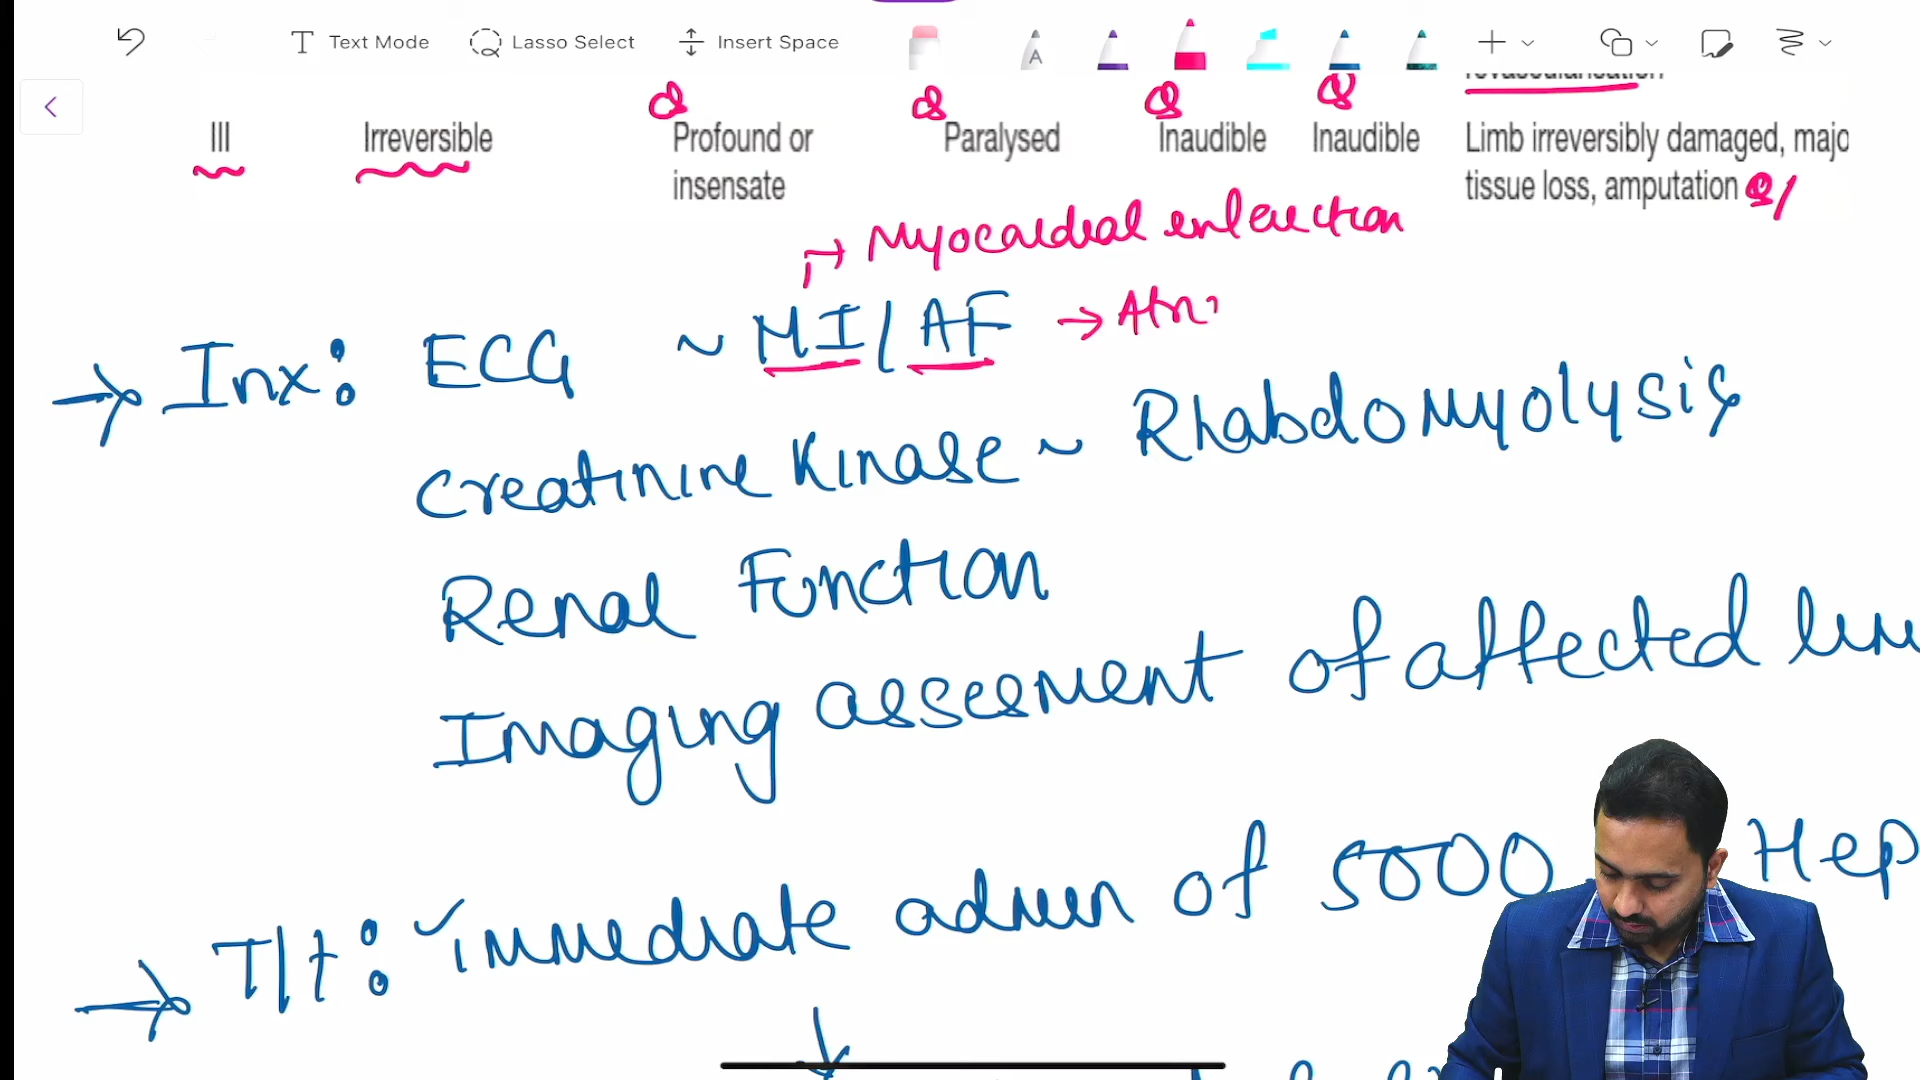 Text Mode Lasso Select Insert Space
III Irreversible Profound or Paralysed Inaudible Inaudible Limb irreversibly damaged, majo
insensate tissue loss, amputation
→ Myocardial
→ Inx: ECG ~ MI/AF → Atri
Creatinine Kinase ~ Rhabdomyolysis
Renal Function
Imaging assesment of affected
→ T/t: ✓ immediate admn of 5000 Hep